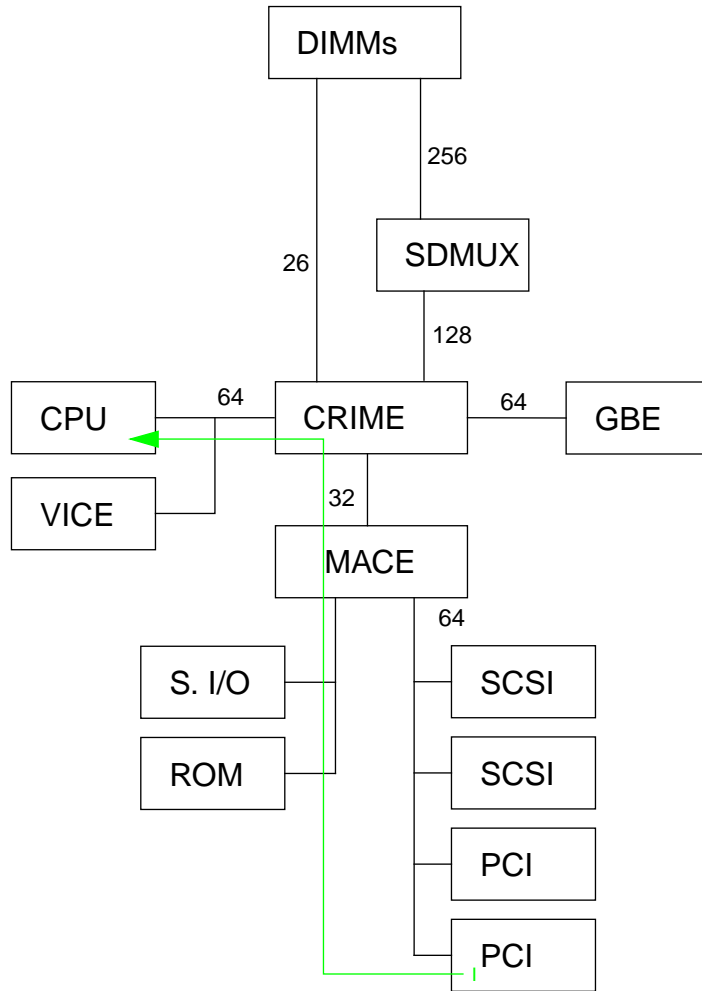 DIMMs
256
SDMUX
26
128
CPU
64
CRIME
64
GBE
VICE
32
MACE
64
S. I/O
SCSI
ROM
SCSI
PCI
PCI